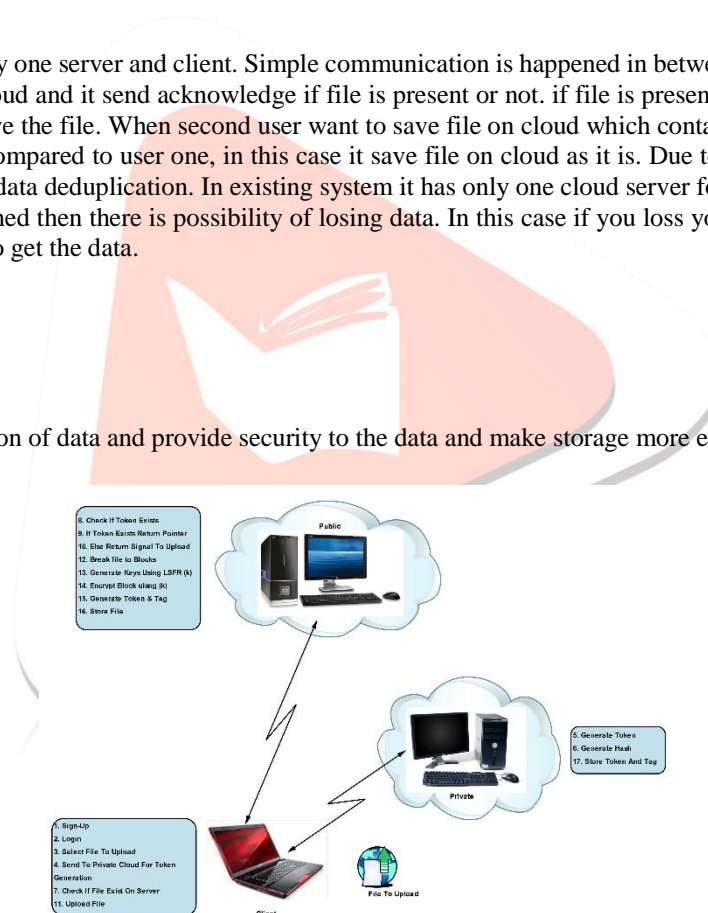 y one server and client. Simple communication is happened in betw
oud and it send acknowledge if file is present or not. if file is presen
ve the file. When second user want to save file on cloud which conta
ompared to user one, in this case it save file on cloud as it is. Due t
data deduplication. In existing system it has only one cloud server f
ned then there is possibility of losing data. In this case if you loss yo
o get the data.
on of data and provide security to the data and make storage more e
8. Check If Token Exists
9. If Token Exists Return Pointer
10. Else Return Signal To Upload
12. Break file to Blocks
13. Generate Keys Using LSFR (k)
14. Encrypt Block uisng (k)
15. Generate Token & Tag
16. Store File
Public
5. Generate Token
6. Generate Hash
17. Store Token And Tag
Private
1. Sign-Up
2. Login
3. Select File To Upload
4. Send To Private Cloud For Token
Generation
7. Check If File Exist On Server
11. Upload File
File To Upload
Client